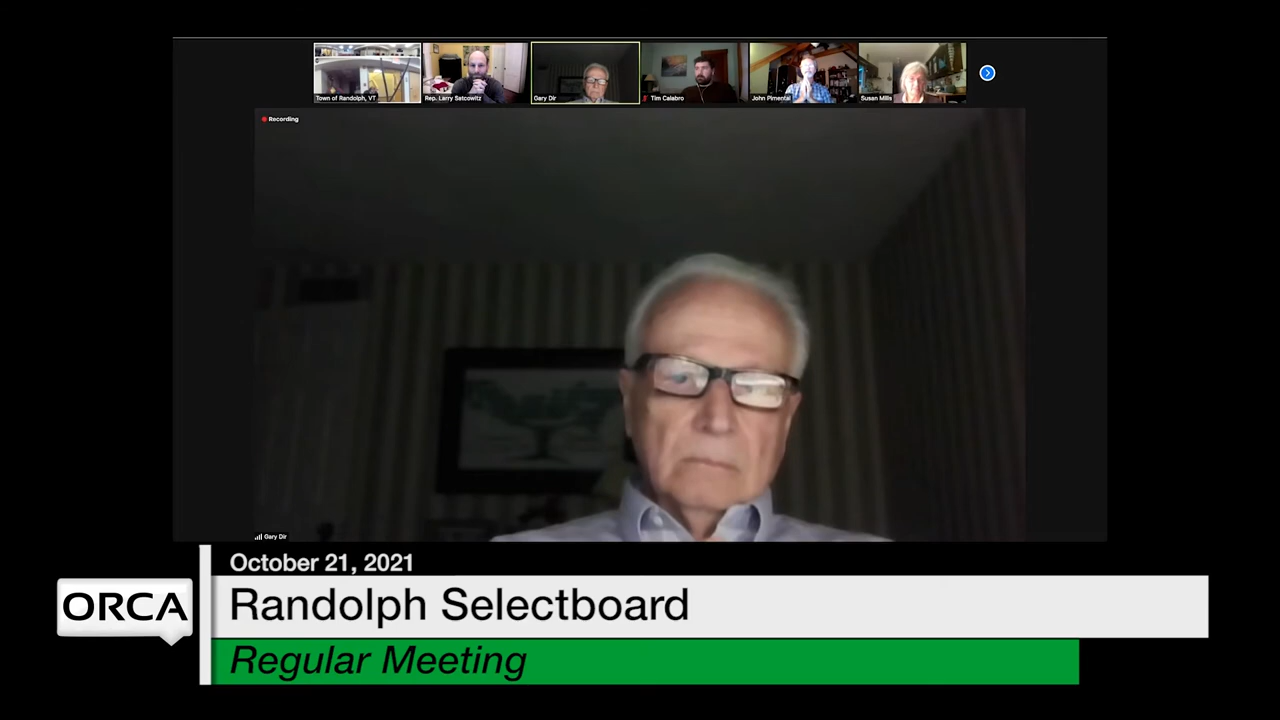 Town of Randolph, VT
Rep. Larry Satcowitz
Gary Dir
Tim Calabro
John Pimental
Susan Mills
Recording
Gary Dir
October 21, 2021
ORCA
Randolph Selectboard
Regular Meeting